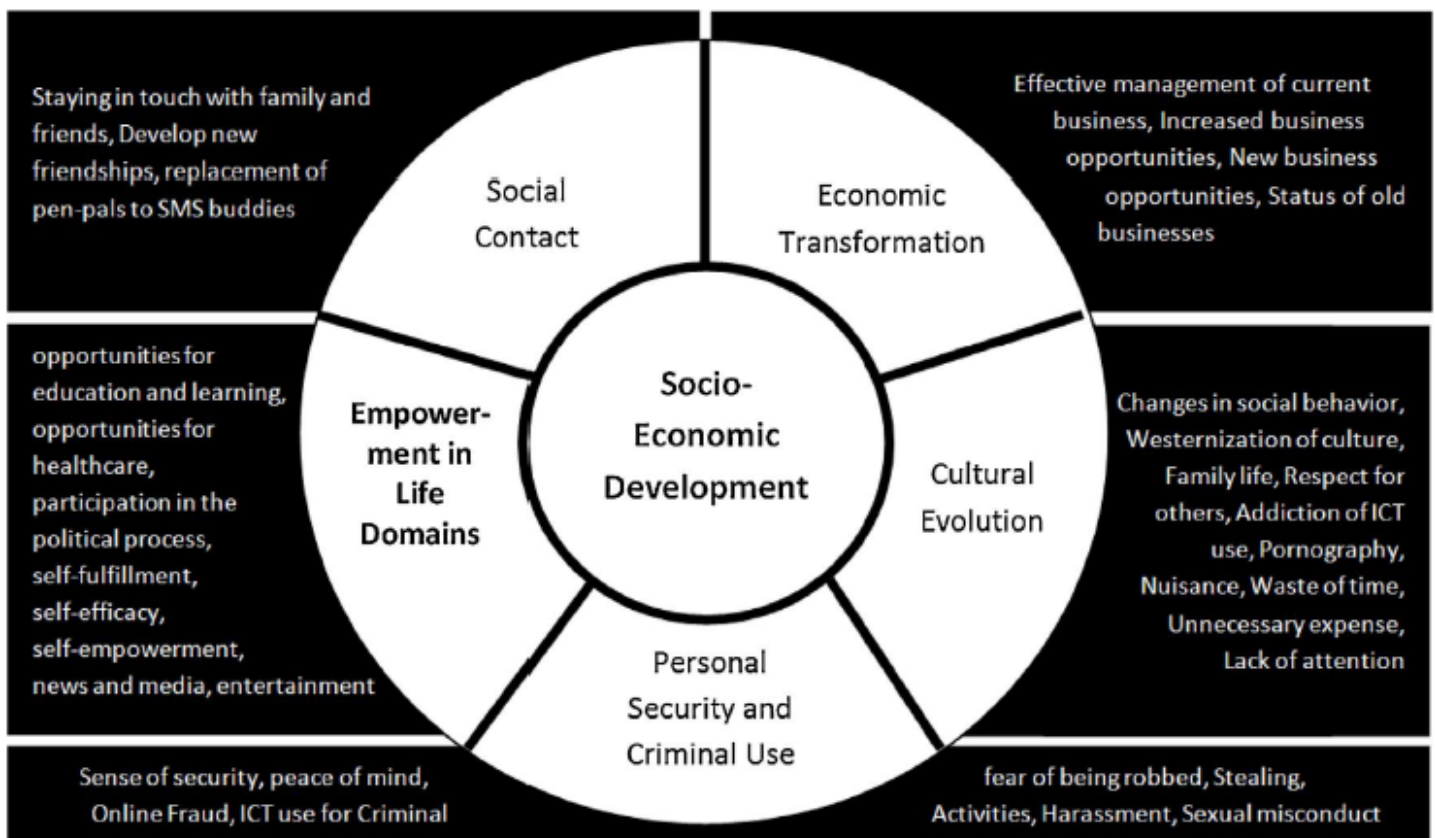 Staying in touch with family and
friends, Develop new
friendships, replacement of
pen-pals to SMS buddies
Social
Contact
Economic
Transformation
Effective management of current
business, Increased business
opportunities, New business
opportunities, Status of old
businesses
opportunities for
education and learning,
opportunities for
healthcare,
participation in the
political process,
self-fulfillment,
self-efficacy,
self-empowerment,
news and media, entertainment
Empower-
ment in
Life
Domains
Socio-
Economic
Development
Cultural
Evolution
Changes in social behavior,
Westernization of culture,
Family life, Respect for
others, Addiction of ICT
use, Pornography,
Nuisance, Waste of time,
Unnecessary expense,
Lack of attention
Personal
Security and
Criminal Use
Sense of security, peace of mind,
Online Fraud, ICT use for Criminal
fear of being robbed, Stealing,
Activities, Harassment, Sexual misconduct